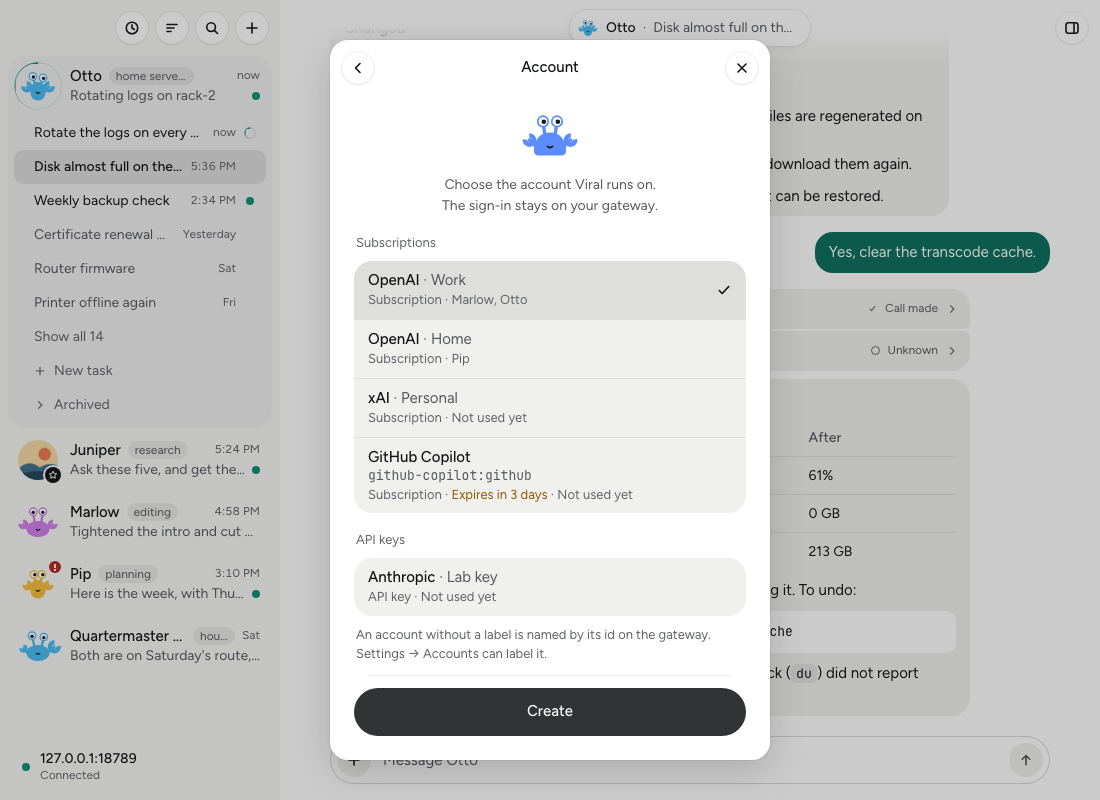 Otto home serve... now
Rotating logs on rack-2
Rotate the logs on every ... now
Disk almost full on the... 5:36 PM
Weekly backup check 2:34 PM
Certificate renewal ... Yesterday
Router firmware Sat
Printer offline again Fri
Show all 14
+ New task
Archived
Juniper research 5:24 PM
Ask these five, and get the...
Marlow editing 4:58 PM
Tightened the intro and cut ...
Pip planning 3:10 PM
Here is the week, with Thu...
Quartermaster ... hou... Sat
Both are on Saturday's route,...
127.0.0.1:18789
Connected
Changed
Otto · Disk almost full on th...
iles are regenerated on
download them again.
t can be restored.
Yes, clear the transcode cache.
Call made
Unknown
After
61%
0 GB
213 GB
g it. To undo:
che
ck ( du ) did not report
Message Otto
Account
Choose the account Viral runs on.
The sign-in stays on your gateway.
Subscriptions
OpenAI · Work
Subscription · Marlow, Otto
OpenAI · Home
Subscription · Pip
xAI · Personal
Subscription · Not used yet
GitHub Copilot
github-copilot:github
Subscription · Expires in 3 days · Not used yet
API keys
Anthropic · Lab key
API key · Not used yet
An account without a label is named by its id on the gateway.
Settings → Accounts can label it.
Create